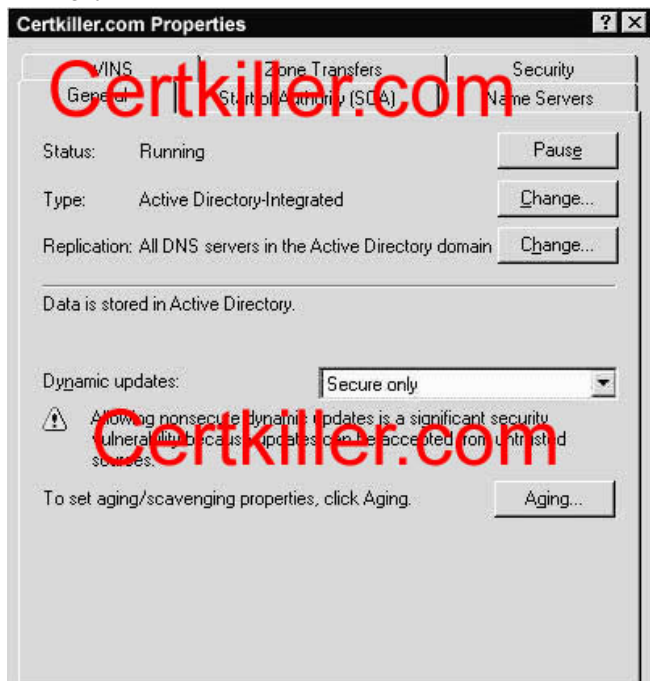 Certkiller.com Properties
WINS Zone Transfers Security
General Start of Authority (SOA) Name Servers
Certkiller.com
Status: Running Pause
Type: Active Directory-Integrated Change...
Replication: All DNS servers in the Active Directory domain Change...
Data is stored in Active Directory.
Dynamic updates: Secure only
Allowing nonsecure dynamic updates is a significant security
vulnerability because updates can be accepted from untrusted
sources.
Certkiller.com
To set aging/scavenging properties, click Aging. Aging...